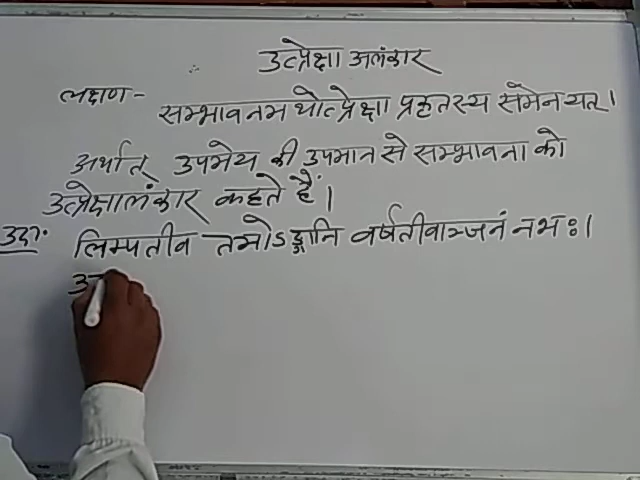 उत्प्रेक्षा अलंकार
लक्षण- सम्भावनमथोत्प्रेक्षा प्रकृतस्य समेन यत्।
अर्थात् उपमेय की उपमान से सम्भावना को
उत्प्रेक्षालंकार कहते हैं।
उदा. लिम्पतीव तमोऽङ्गानि वर्षतीवाञ्जनं नभः।